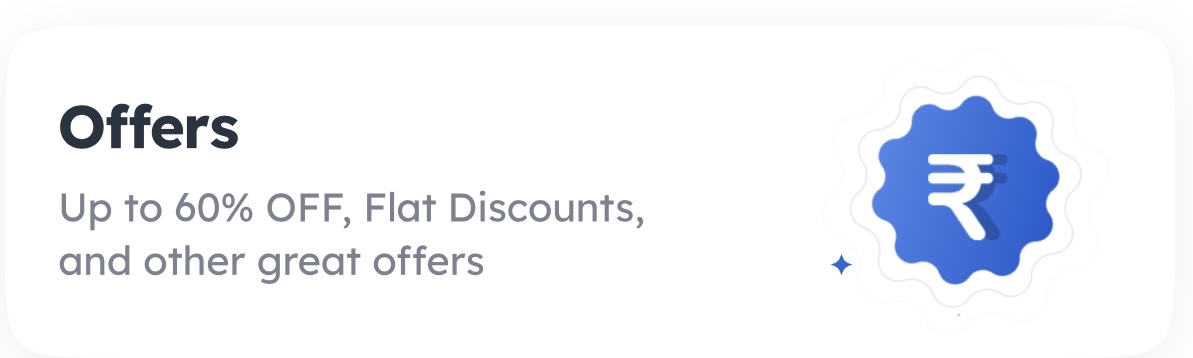 Offers
Up to 60% OFF, Flat Discounts,
and other great offers
₹